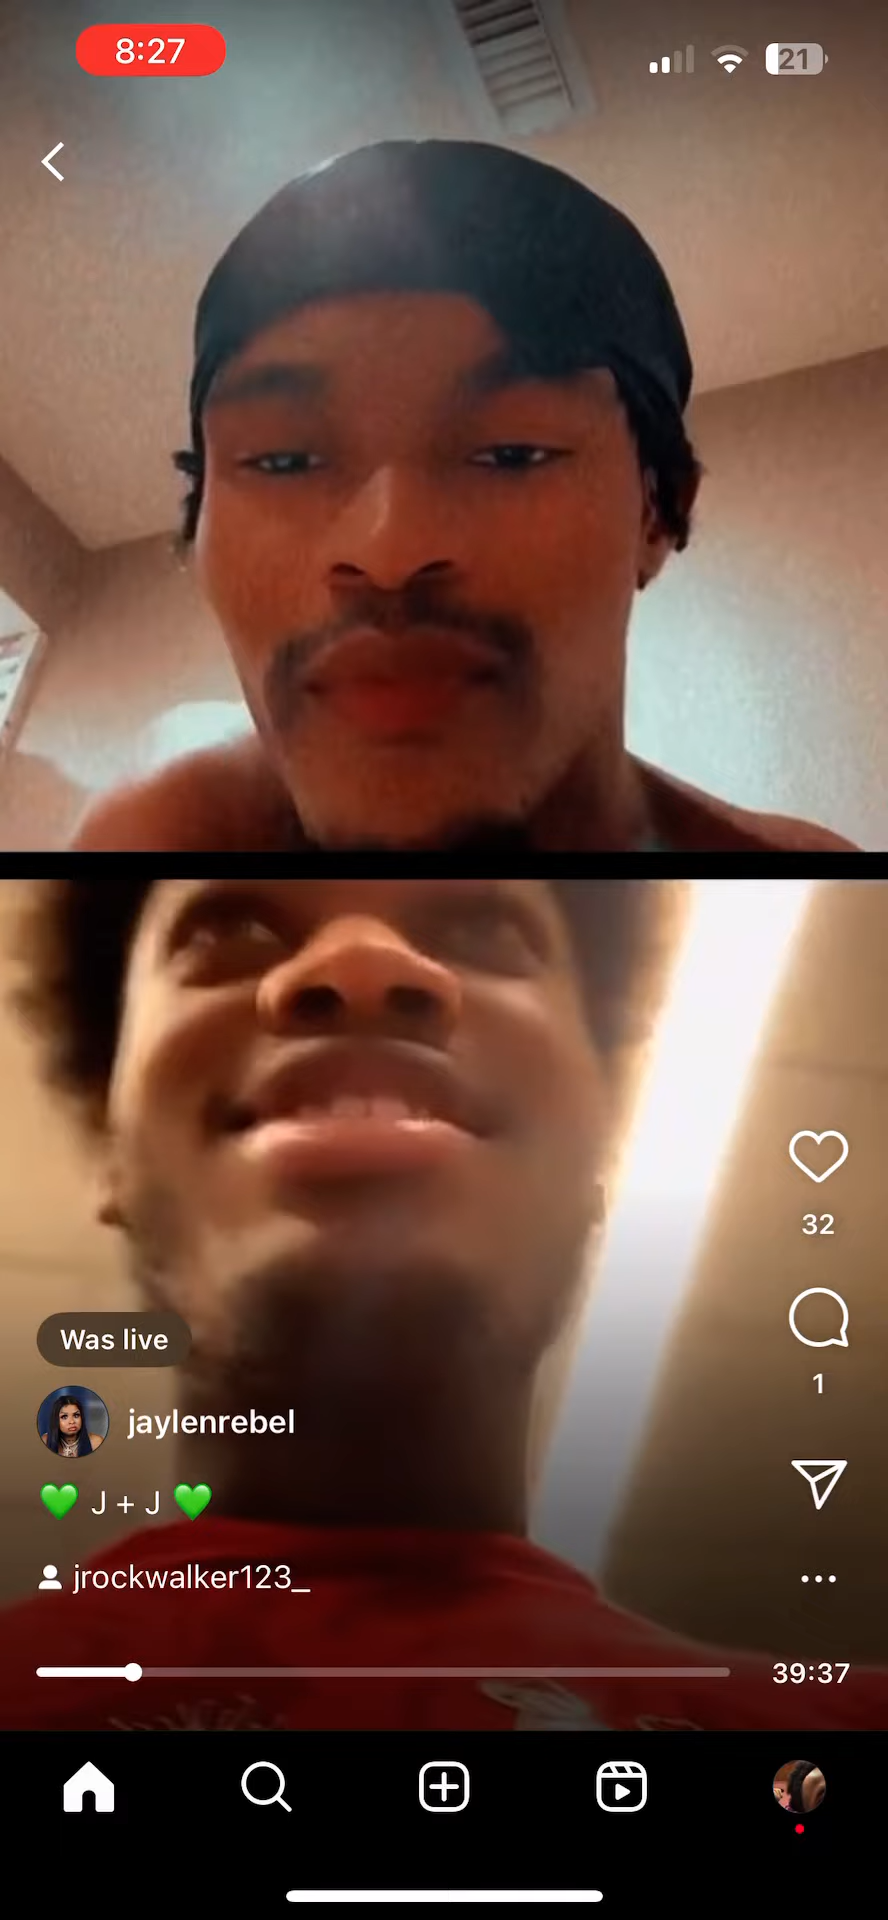 8:27
21
32
Was live
1
jaylenrebel
💚 J + J 💚
jrockwalker123_
39:37